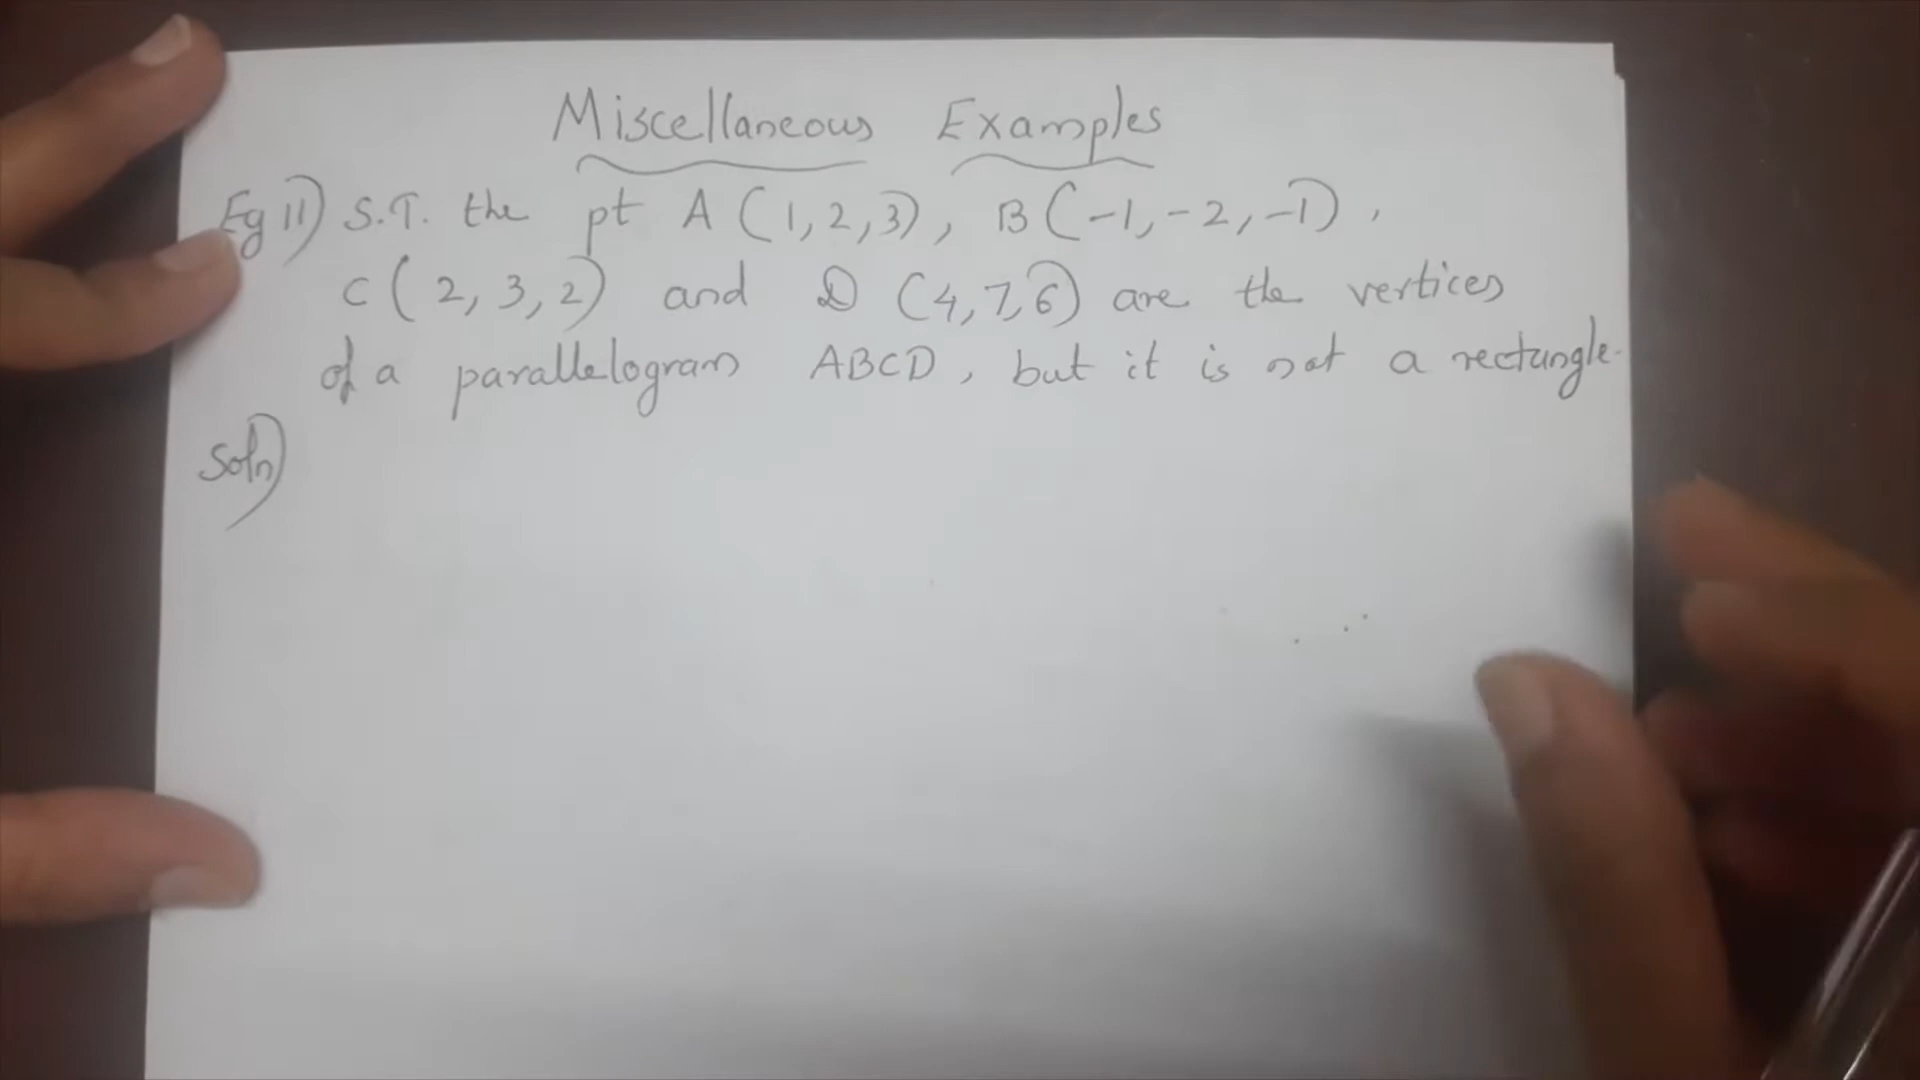 Miscellaneous Examples
Eg 11) S.T. the pt A (1,2,3), B (-1,-2,-1),
C (2,3,2) and D (4,7,6) are the vertices
of a parallelogram ABCD, but it is not a rectangle.
Soln)